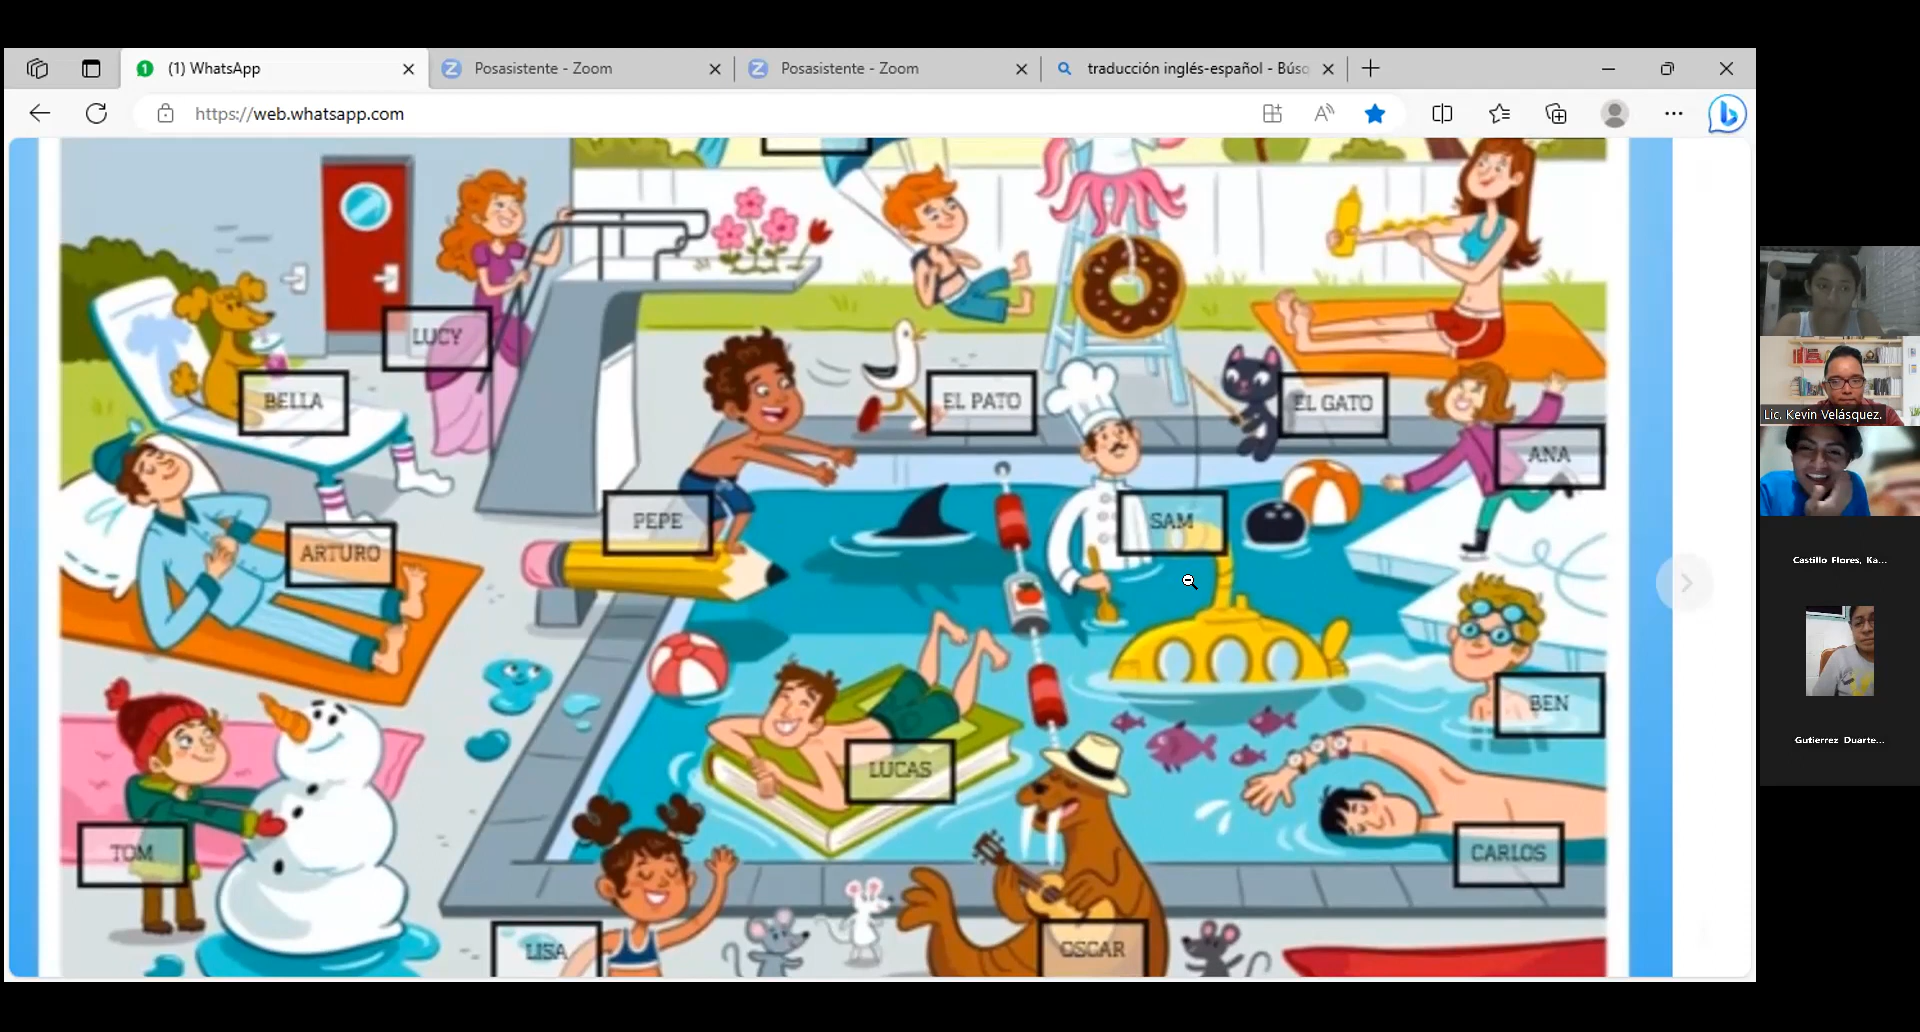 (1) WhatsApp
Posasistente - Zoom
Posasistente - Zoom
traducción inglés-español - Búsq
https://web.whatsapp.com
LUCY
BELLA
EL PATO
EL GATO
ANA
PEPE
SAM
ARTURO
BEN
LUCAS
TOM
CARLOS
LISA
OSCAR
Lic. Kevin Velásquez.
Castillo Flores, Ka...
Gutierrez Duarte...